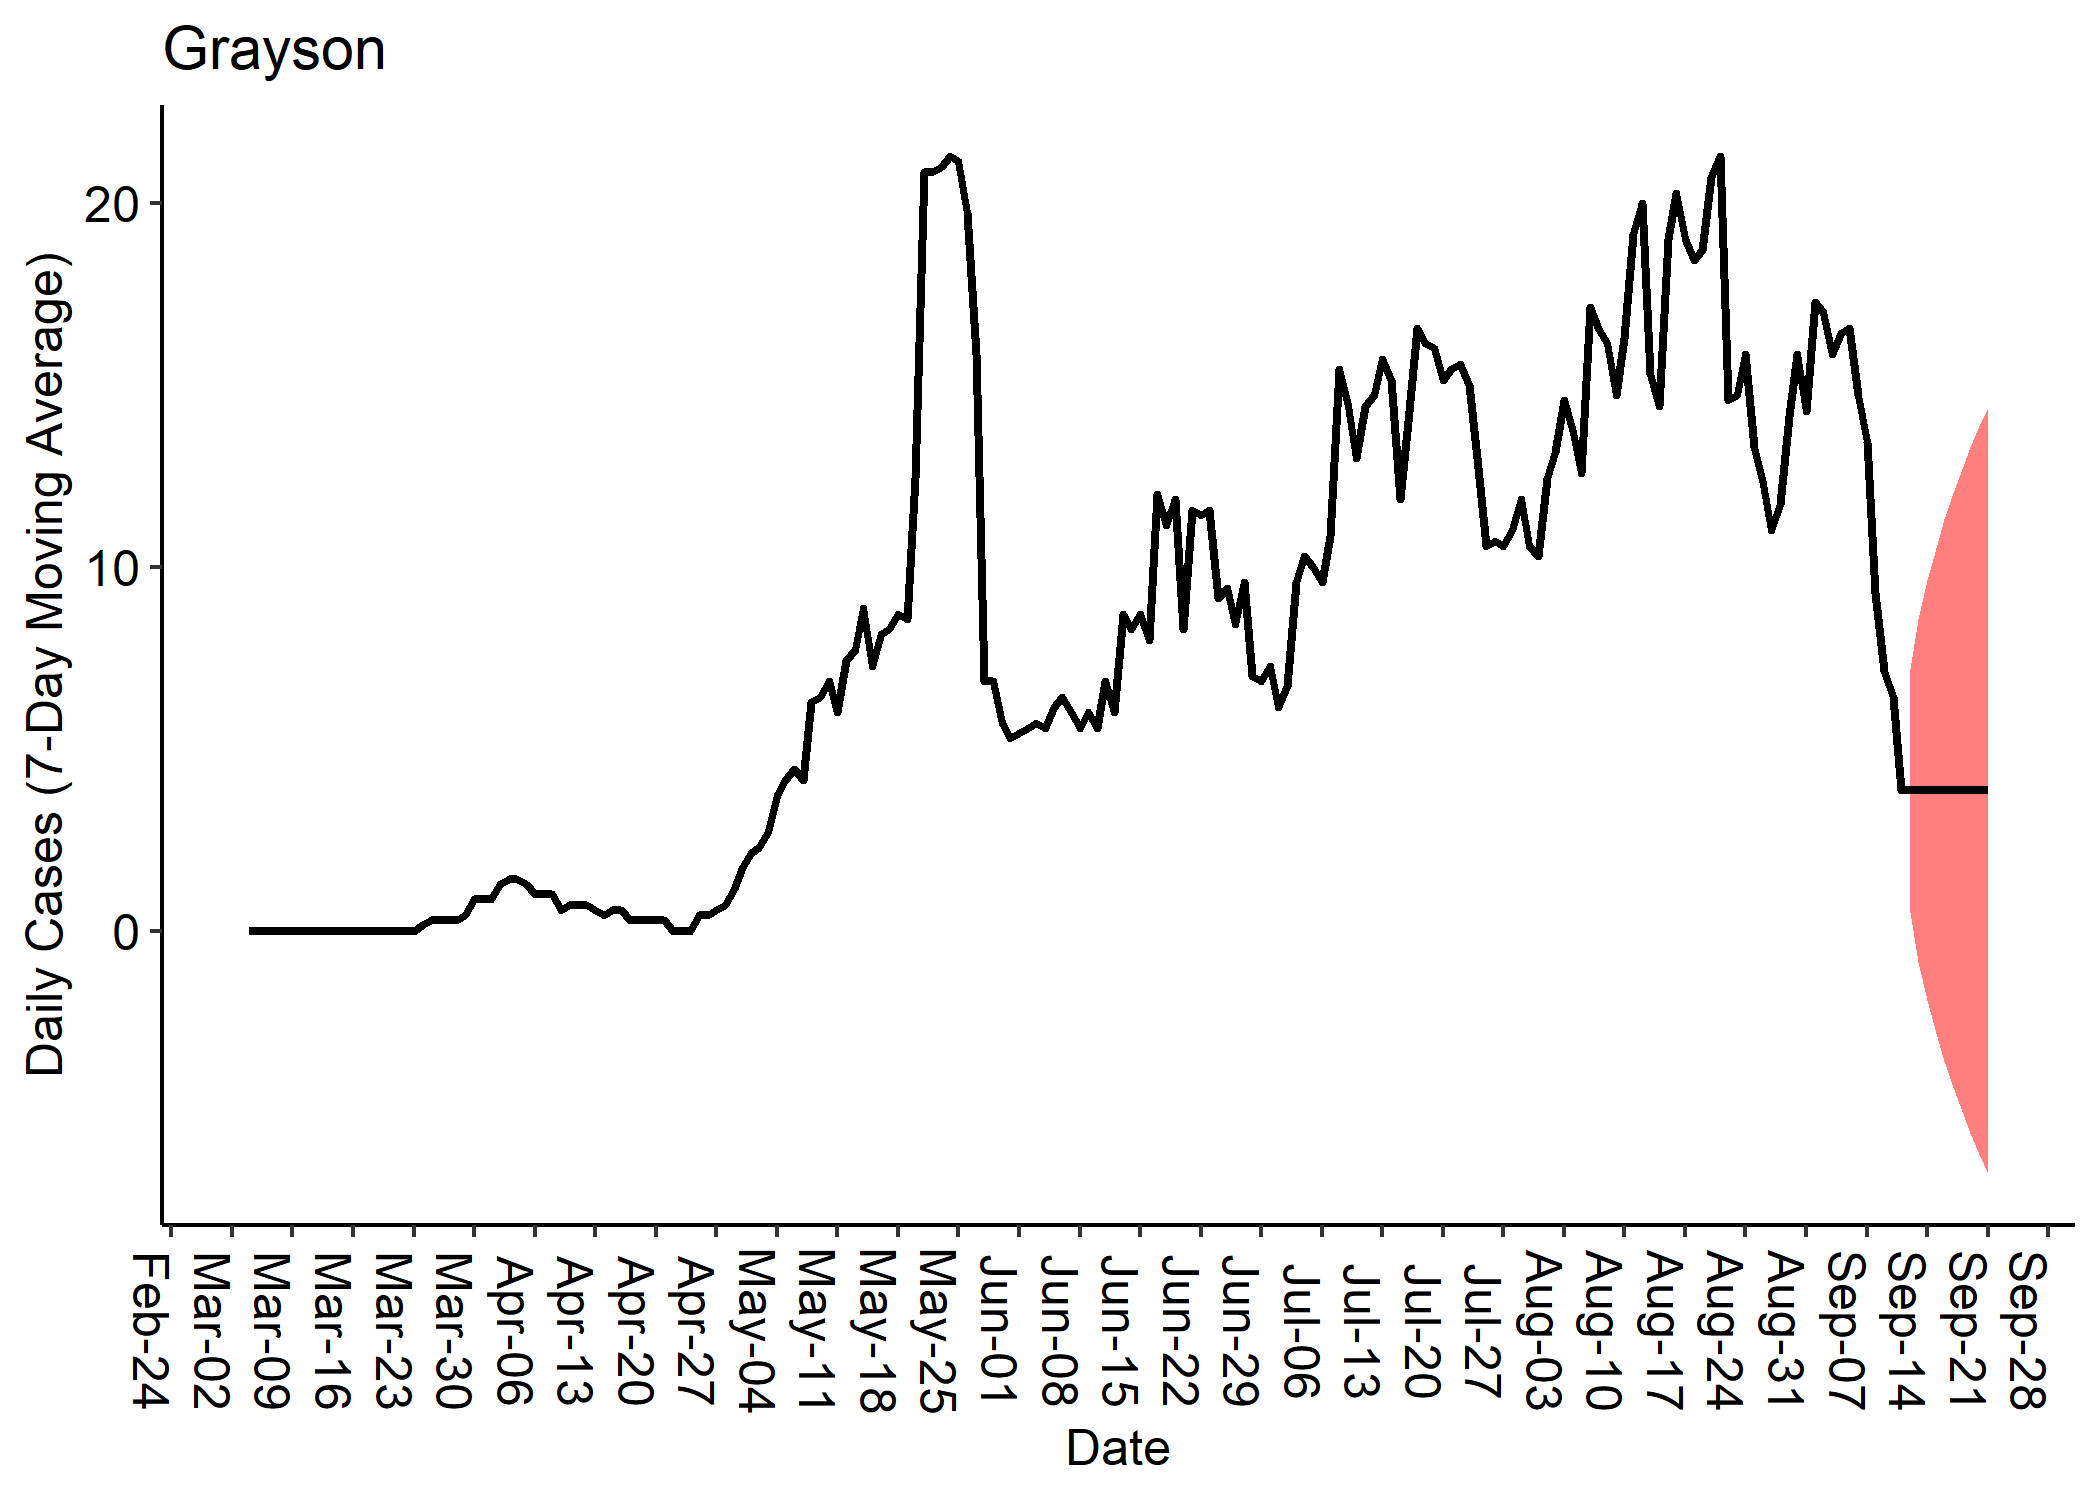 Grayson
Daily Cases (7-Day Moving Average)
20
10
0
Feb-24
Mar-02
Mar-09
Mar-16
Mar-23
Mar-30
Apr-06
Apr-13
Apr-20
Apr-27
May-04
May-11
May-18
May-25
Jun-01
Jun-08
Jun-15
Jun-22
Jun-29
Jul-06
Jul-13
Jul-20
Jul-27
Aug-03
Aug-10
Aug-17
Aug-24
Aug-31
Sep-07
Sep-14
Sep-21
Sep-28
Date